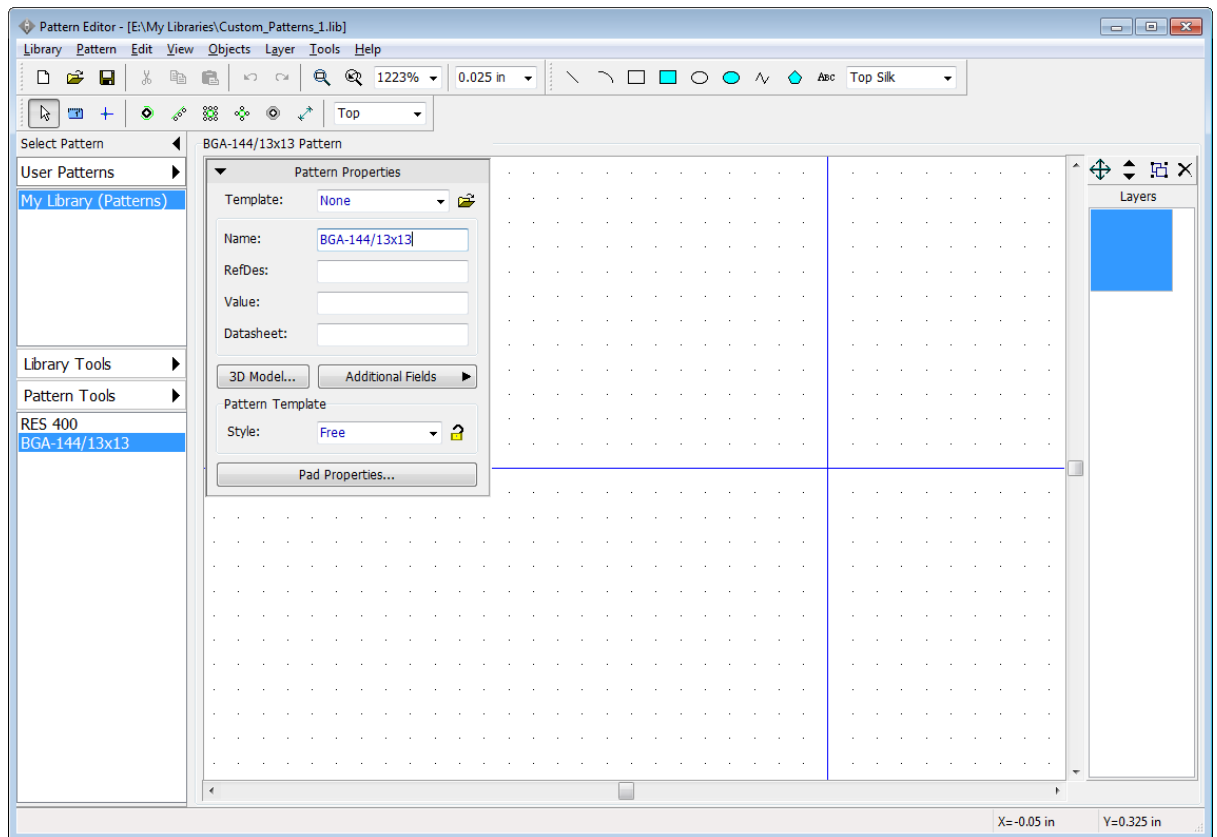 Pattern Editor - [E:\My Libraries\Custom_Patterns_1.lib]
Library Pattern Edit View Objects Layer Tools Help
1223% 0.025 in ABC Top Silk
Top
Select Pattern
BGA-144/13x13 Pattern
User Patterns
My Library (Patterns)
Library Tools
Pattern Tools
RES 400
BGA-144/13x13
Pattern Properties
Template: None
Name: BGA-144/13x13
RefDes:
Value:
Datasheet:
3D Model... Additional Fields
Pattern Template
Style: Free
Pad Properties...
Layers
X=-0.05 in Y=0.325 in